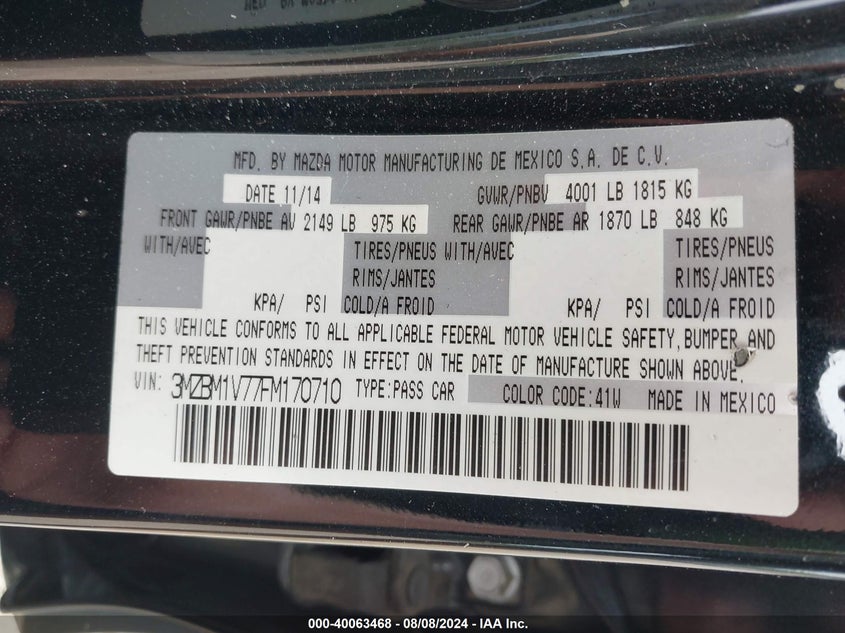 MFD. BY MAZDA MOTOR MANUFACTURING DE MEXICO S.A. DE C.V.
DATE 11/14 GVWR/PNBV 4001 LB 1815 KG
FRONT GAWR/PNBE AV 2149 LB 975 KG REAR GAWR/PNBE AR 1870 LB 848 KG
WITH/AVEC TIRES/PNEUS WITH/AVEC TIRES/PNEUS
RIMS/JANTES RIMS/JANTES
KPA/ PSI COLD/A FROID KPA/ PSI COLD/A FROID
THIS VEHICLE CONFORMS TO ALL APPLICABLE FEDERAL MOTOR VEHICLE SAFETY, BUMPER, AND
THEFT PREVENTION STANDARDS IN EFFECT ON THE DATE OF MANUFACTURE SHOWN ABOVE.
VIN: 3MZBM1V77FM170710 TYPE:PASS CAR COLOR CODE:41W MADE IN MEXICO
000-40063468 - 08/08/2024 - IAA Inc.